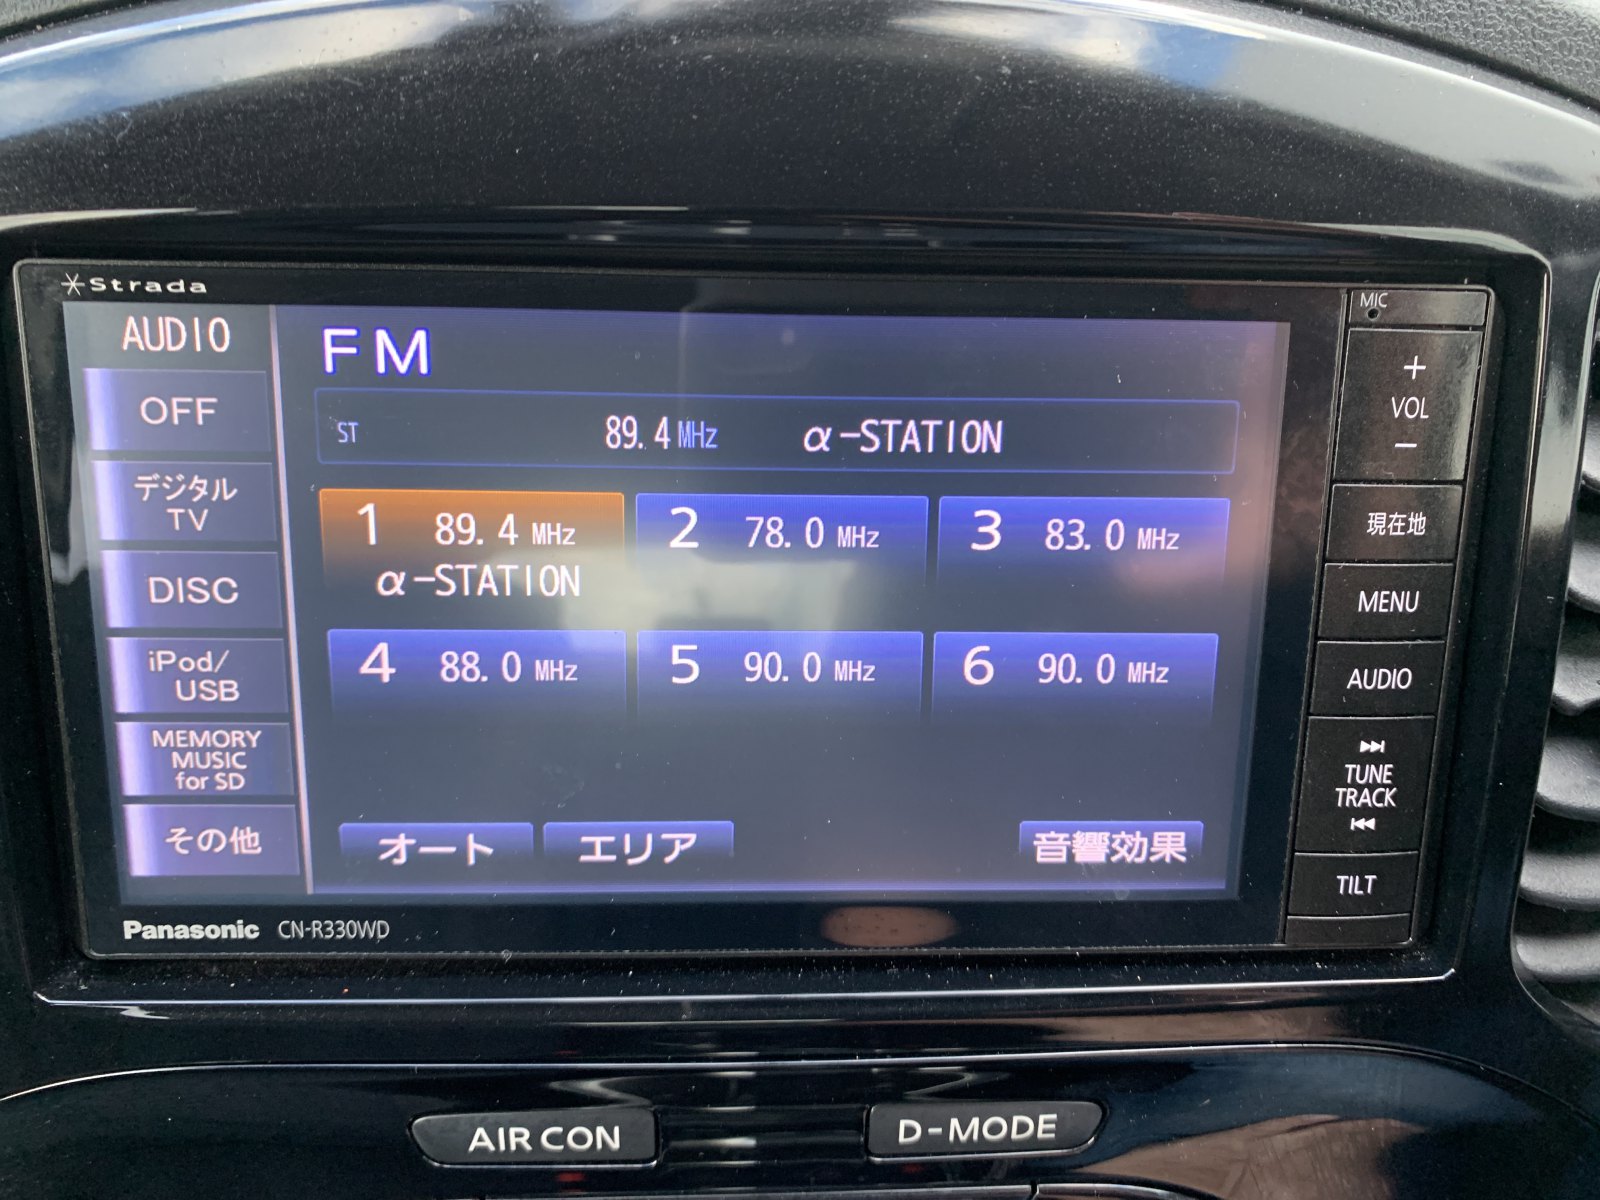 Strada
AUDIO
OFF
デジタル
TV
DISC
iPod/
USB
MEMORY
MUSIC
for SD
その他
FM
ST 89.4MHz α-STATION
1 89.4 MHz
α-STATION
2 78.0 MHz
3 83.0 MHz
4 88.0 MHz
5 90.0 MHz
6 90.0 MHz
オート
エリア
音響効果
MIC
+
VOL
−
現在地
MENU
AUDIO
⏭
TUNE
TRACK
⏮
TILT
Panasonic CN-R330WD
AIR CON
D-MODE